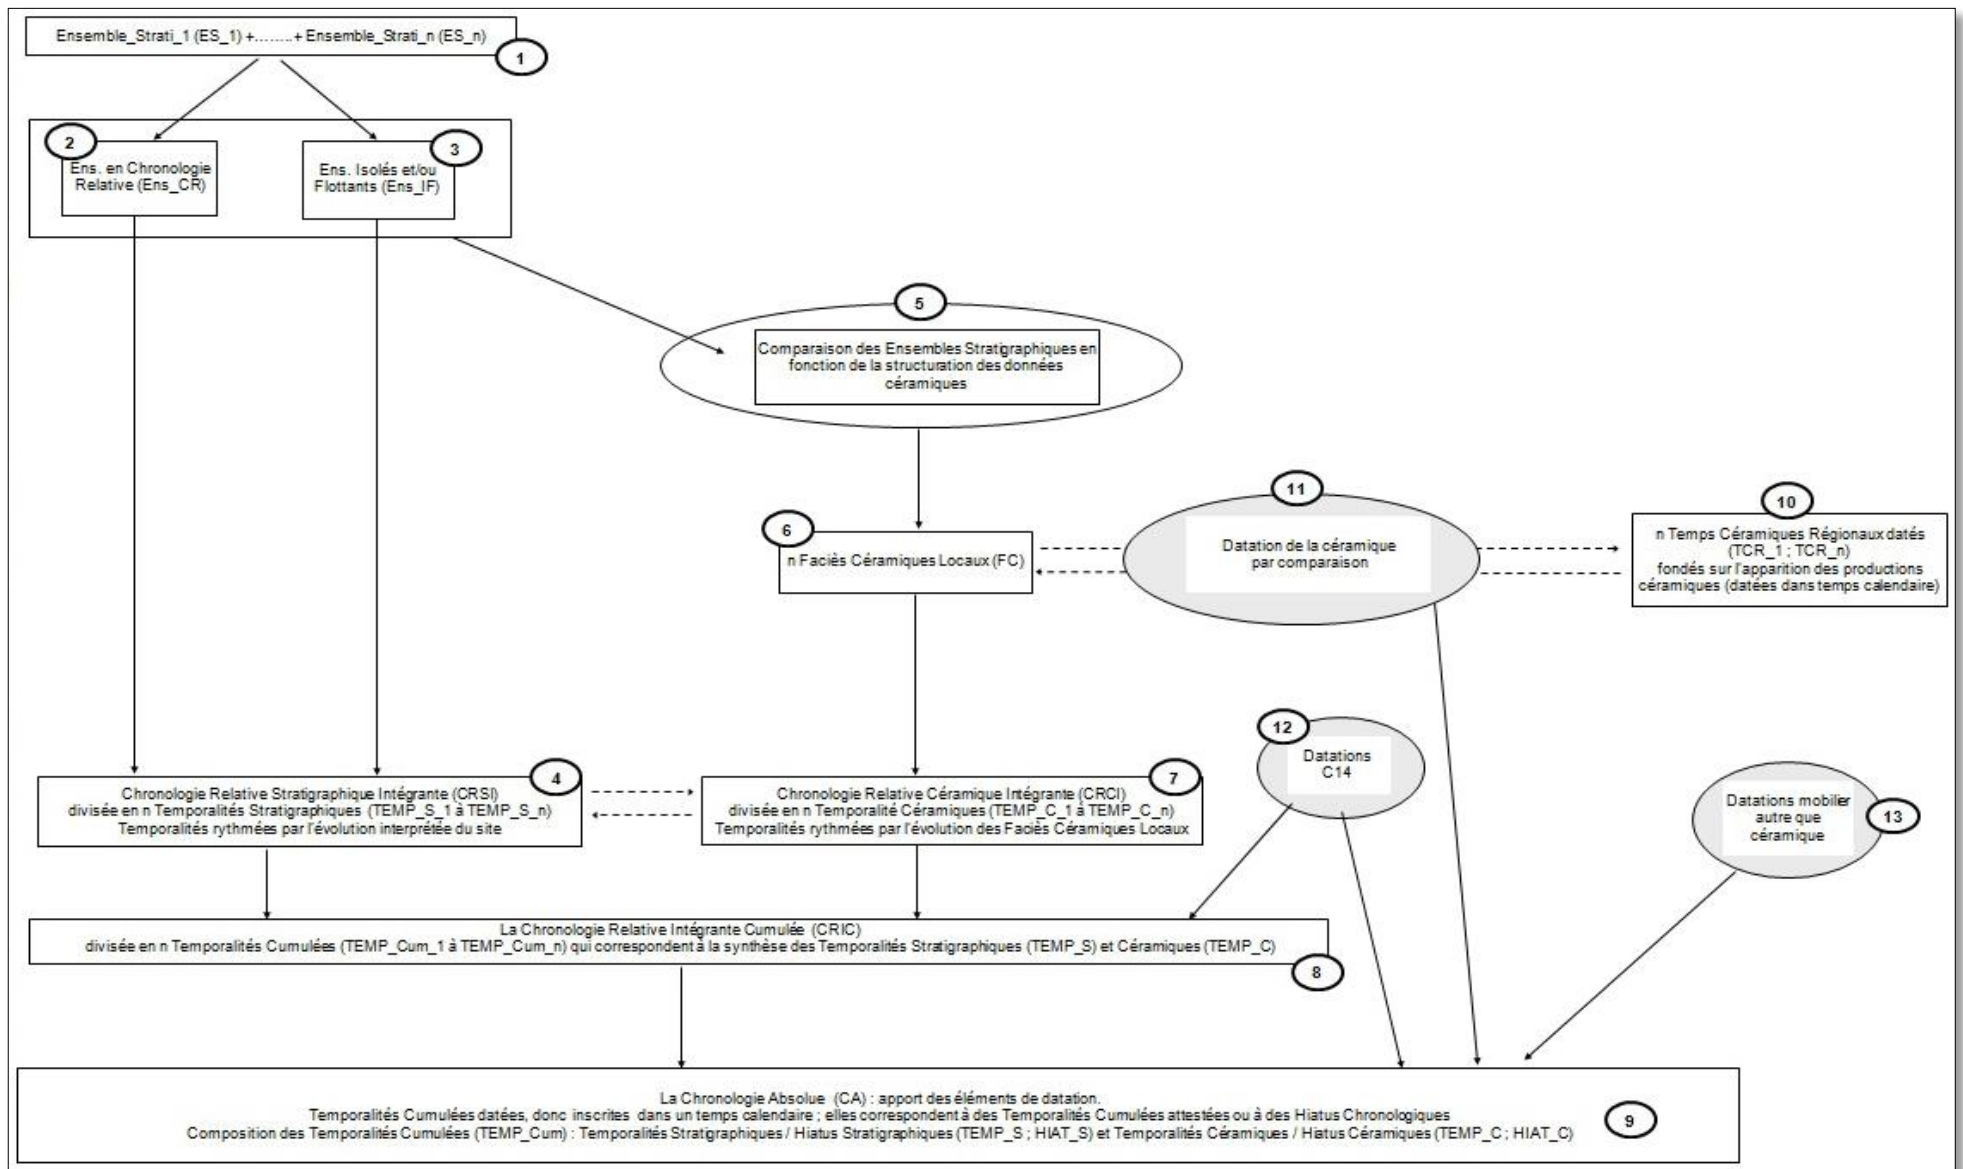 Ensemble_Strati_1 (ES_1) +........+ Ensemble_Strati_n (ES_n)
1
2
Ens. en Chronologie
Relative (Ens_CR)
3
Ens. Isolés et/ou
Flottants (Ens_IF)
5
Comparaison des Ensembles Stratigraphiques en
fonction de la structuration des données
céramiques
6
n Faciès Céramiques Locaux (FC)
11
Datation de la céramique
par comparaison
10
n Temps Céramiques Régionaux datés
(TCR_1 ; TCR_n)
fondés sur l'apparition des productions
céramiques (datées dans temps calendaire)
4
Chronologie Relative Stratigraphique Intégrante (CRSI)
divisée en n Temporalités Stratigraphiques (TEMP_S_1 à TEMP_S_n)
Temporalités rythmées par l'évolution interprétée du site
7
Chronologie Relative Céramique Intégrante (CRCI)
divisée en n Temporalité Céramiques (TEMP_C_1 à TEMP_C_n)
Temporalités rythmées par l'évolution des Faciès Céramiques Locaux
12
Datations
C14
Datations mobilier
autre que
céramique
13
La Chronologie Relative Intégrante Cumulée (CRIC)
divisée en n Temporalités Cumulées (TEMP_Cum_1 à TEMP_Cum_n) qui correspondent à la synthèse des Temporalités Stratigraphiques (TEMP_S) et Céramiques (TEMP_C)
8
La Chronologie Absolue (CA) : apport des éléments de datation.
Temporalités Cumulées datées, donc inscrites dans un temps calendaire ; elles correspondent à des Temporalités Cumulées attestées ou à des Hiatus Chronologiques
Composition des Temporalités Cumulées (TEMP_Cum) : Temporalités Stratigraphiques / Hiatus Stratigraphiques (TEMP_S ; HIAT_S) et Temporalités Céramiques / Hiatus Céramiques (TEMP_C ; HIAT_C)
9